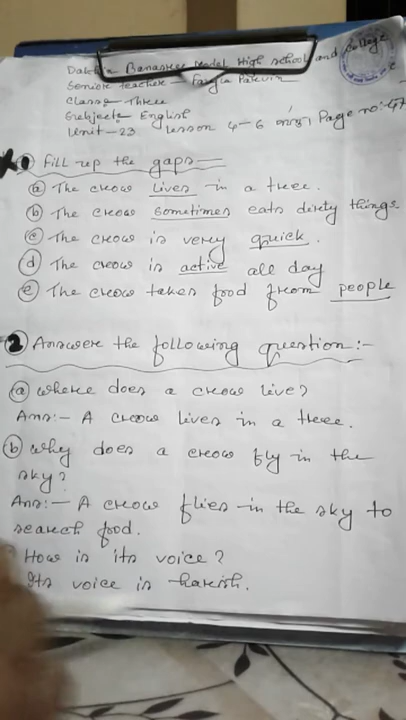 Banasree Model High school and college
Seniore teacher — Farza Parvin
Class:- Three
Subject:- English
Unit-23 Lesson 4-6 Page no:-47
1 Fill up the gaps:—
a The crow lives in a tree.
b The crow sometimes eats dirty things
c The crow is very quick.
d The crow is active all day
e The crow takes food from people
2 Answere the following question:-
a where does a crow live?
Ans:- A crow lives in a tree.
b Why does a crow fly in the
sky?
Ans:- A crow flies in the sky to
search food.
How is its voice?
Its voice is harsh.